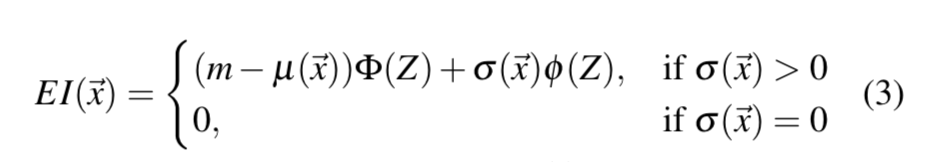 EI(x⃗) = { (m − μ(x⃗))Φ(Z) + σ(x⃗)ϕ(Z), if σ(x⃗) > 0
0, if σ(x⃗) = 0 (3)